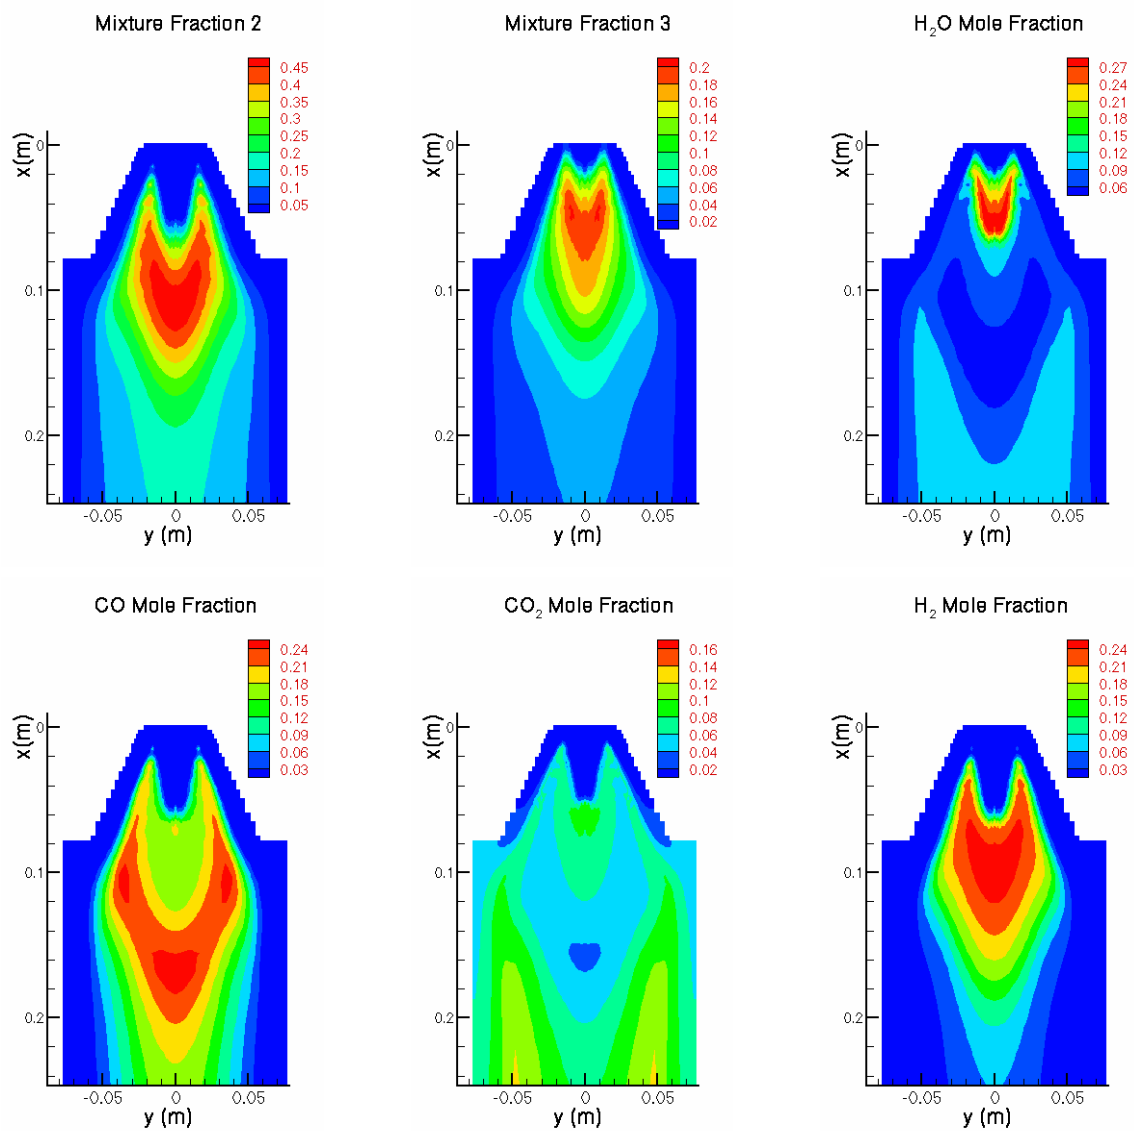 Mixture Fraction 2
0.45
0.4
0.35
0.3
0.25
0.2
0.15
0.1
0.05
x(m)
0
0.1
0.2
-0.05 0 0.05
y (m)
Mixture Fraction 3
0.2
0.18
0.16
0.14
0.12
0.1
0.08
0.06
0.04
0.02
x(m)
0
0.1
0.2
-0.05 0 0.05
y (m)
H₂O Mole Fraction
0.27
0.24
0.21
0.18
0.15
0.12
0.09
0.06
x(m)
0
0.1
0.2
-0.05 0 0.05
y (m)
CO Mole Fraction
0.24
0.21
0.18
0.15
0.12
0.09
0.06
0.03
x(m)
0
0.1
0.2
-0.05 0 0.05
y (m)
CO₂ Mole Fraction
0.16
0.14
0.12
0.1
0.08
0.06
0.04
0.02
x(m)
0
0.1
0.2
-0.05 0 0.05
y (m)
H₂ Mole Fraction
0.24
0.21
0.18
0.15
0.12
0.09
0.06
0.03
x(m)
0
0.1
0.2
-0.05 0 0.05
y (m)